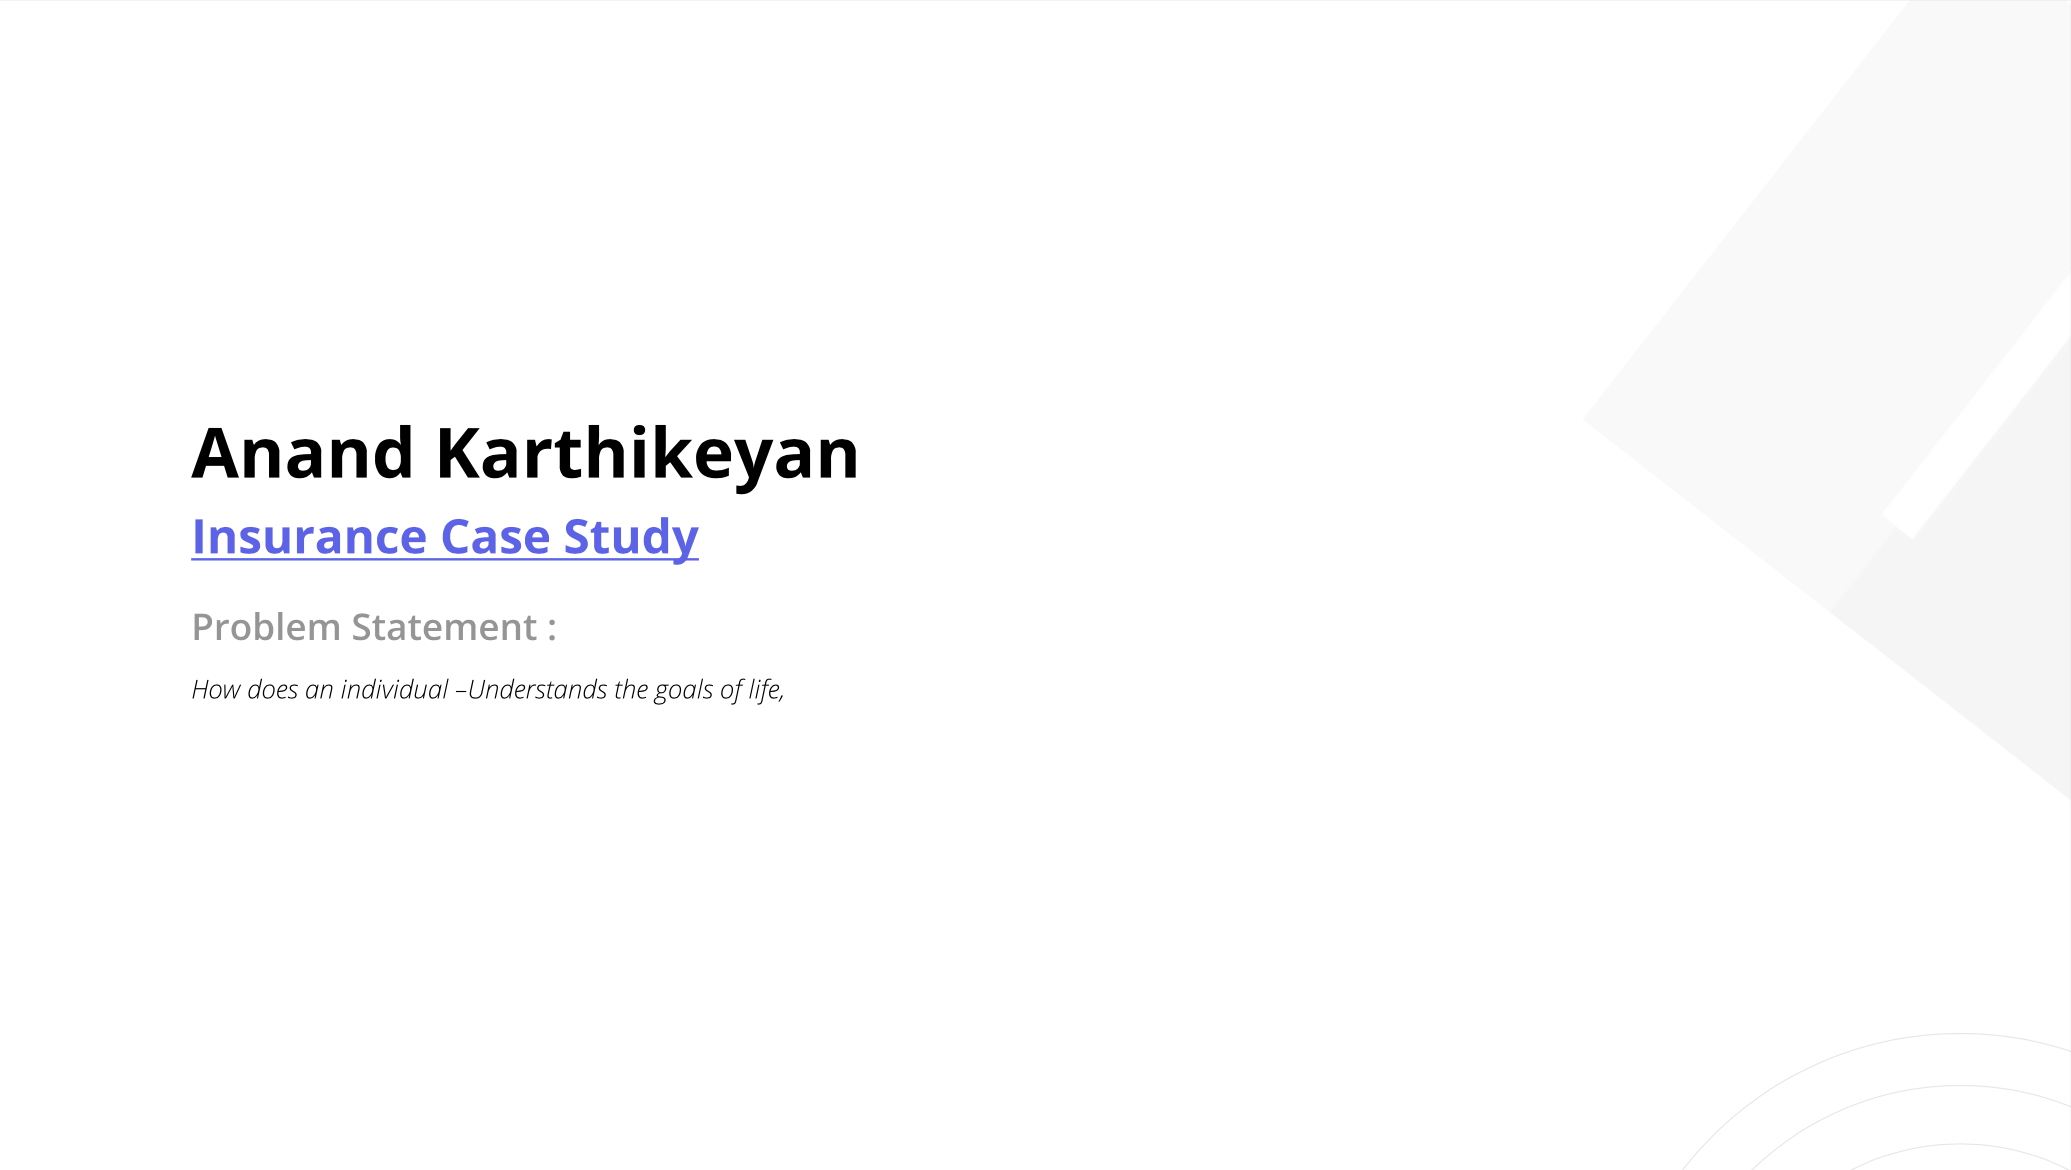 Anand Karthikeyan
Insurance Case Study
Problem Statement :
How does an individual –Understands the goals of life,